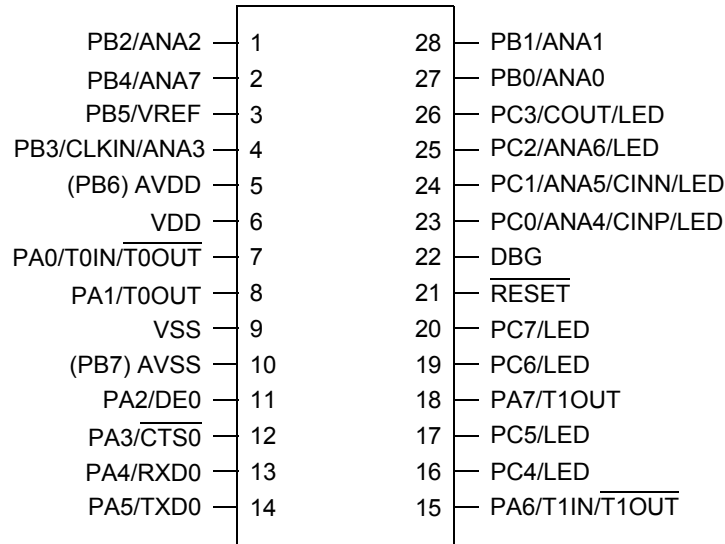 PB2/ANA2 1 28 PB1/ANA1
PB4/ANA7 2 27 PB0/ANA0
PB5/VREF 3 26 PC3/COUT/LED
PB3/CLKIN/ANA3 4 25 PC2/ANA6/LED
(PB6) AVDD 5 24 PC1/ANA5/CINN/LED
VDD 6 23 PC0/ANA4/CINP/LED
PA0/T0IN/T0OUT 7 22 DBG
PA1/T0OUT 8 21 RESET
VSS 9 20 PC7/LED
(PB7) AVSS 10 19 PC6/LED
PA2/DE0 11 18 PA7/T1OUT
PA3/CTS0 12 17 PC5/LED
PA4/RXD0 13 16 PC4/LED
PA5/TXD0 14 15 PA6/T1IN/T1OUT